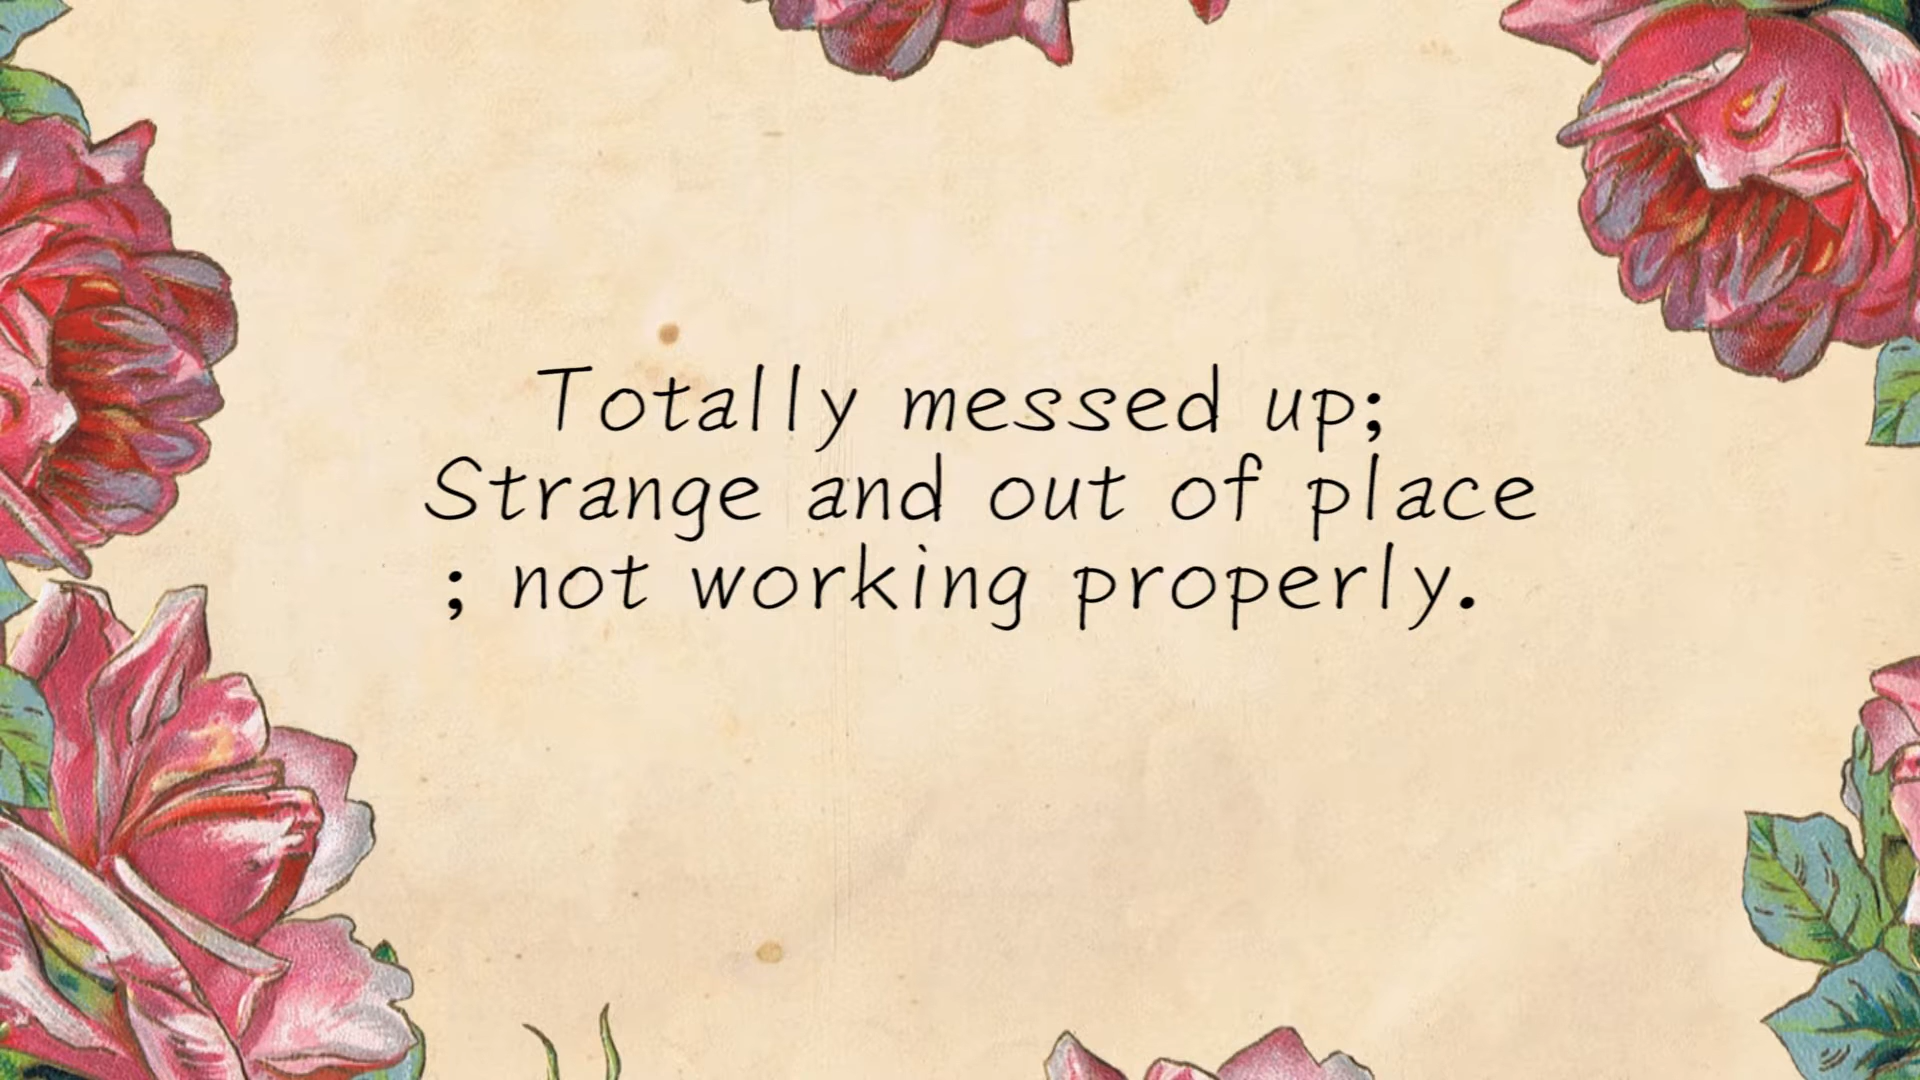 Totally messed up;
Strange and out of place
; not working properly.